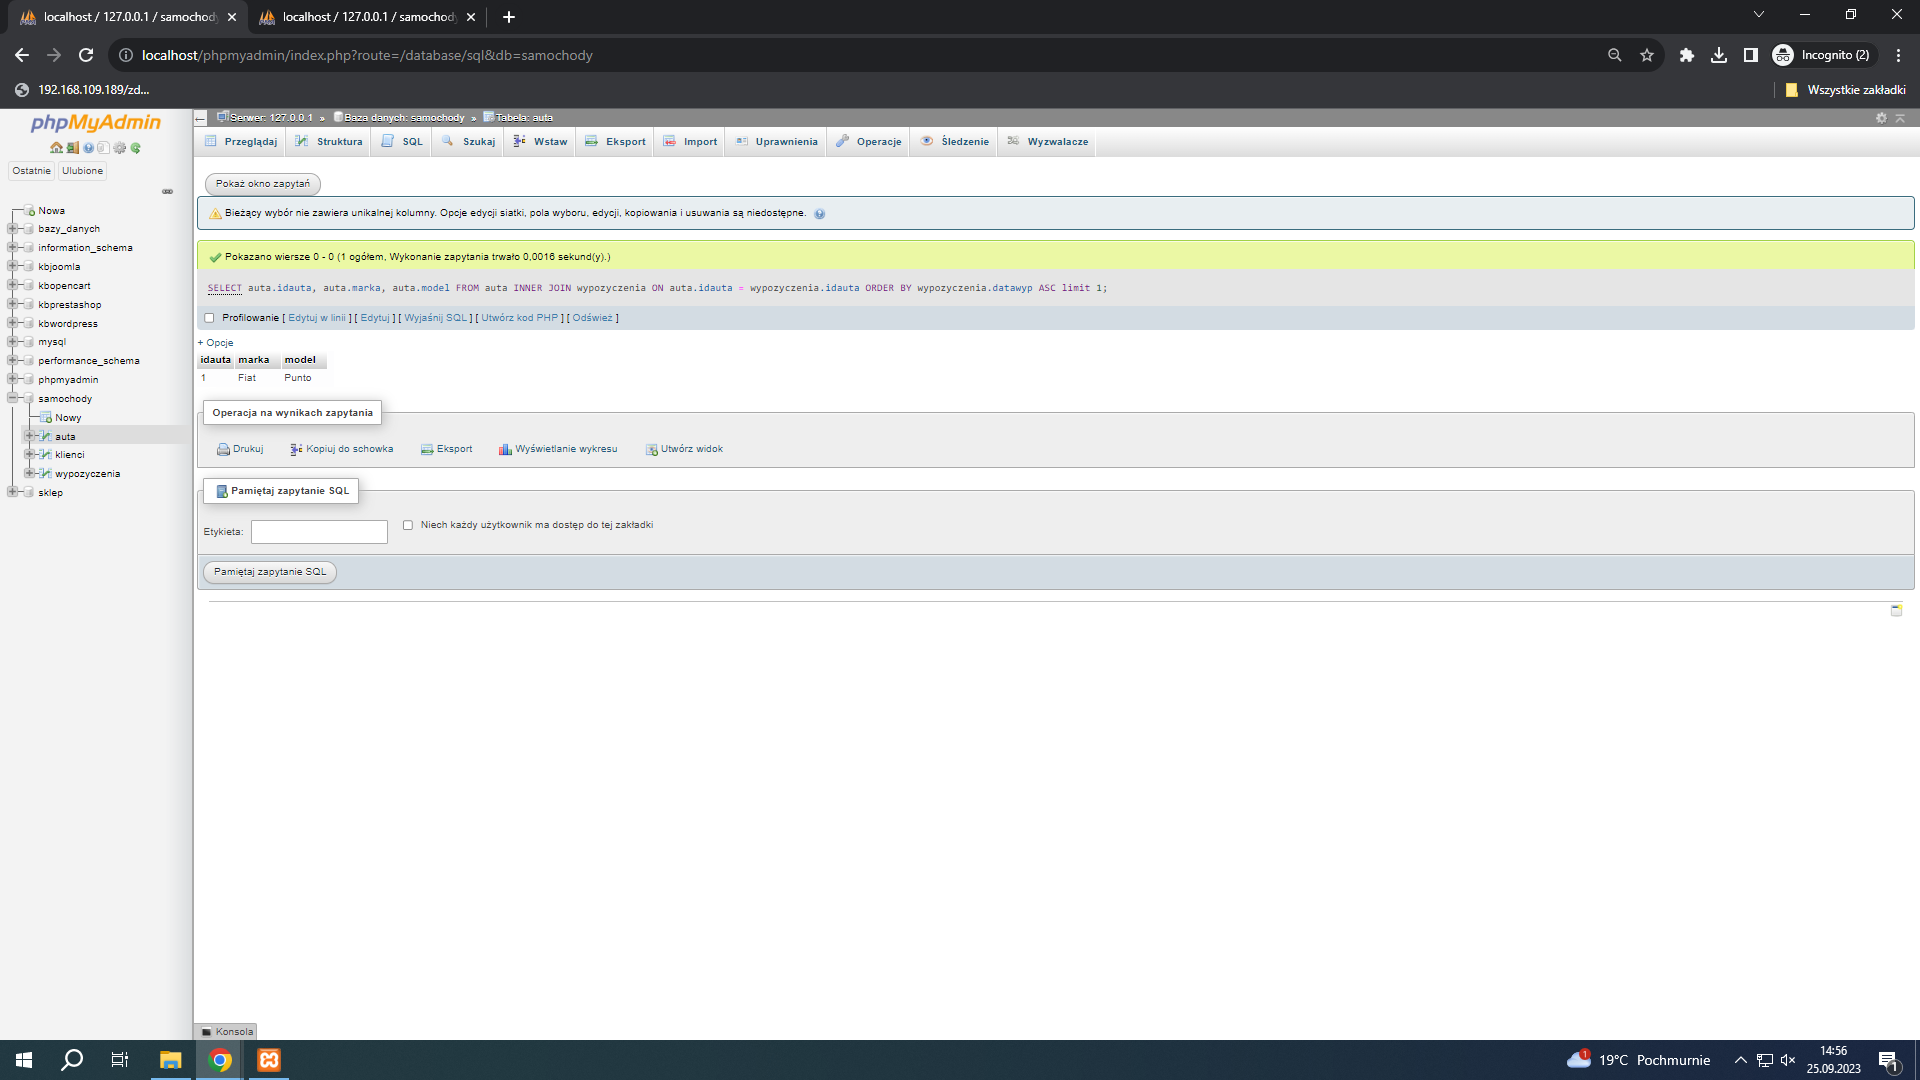 localhost / 127.0.0.1 / samochody
localhost / 127.0.0.1 / samochody
localhost/phpmyadmin/index.php?route=/database/sql&db=samochody
Incognito (2)
192.168.109.189/zd...
Wszystkie zakładki
phpMyAdmin
Ostatnie
Ulubione
Nowa
bazy_danych
information_schema
kbjoomla
kbopencart
kbprestashop
kbwordpress
mysql
performance_schema
phpmyadmin
samochody
Nowy
auta
klienci
wypozyczenia
sklep
Serwer: 127.0.0.1 » Baza danych: samochody » Tabela: auta
Przeglądaj Struktura SQL Szukaj Wstaw Eksport Import Uprawnienia Operacje Śledzenie Wyzwalacze
Pokaż okno zapytań
Bieżący wybór nie zawiera unikalnej kolumny. Opcje edycji siatki, pola wyboru, edycji, kopiowania i usuwania są niedostępne.
Pokazano wiersze 0 - 0 (1 ogółem, Wykonanie zapytania trwało 0,0016 sekund(y).)
SELECT auta.idauta, auta.marka, auta.model FROM auta INNER JOIN wypozyczenia ON auta.idauta = wypozyczenia.idauta ORDER BY wypozyczenia.datawyp ASC limit 1;
Profilowanie [ Edytuj w linii ] [ Edytuj ] [ Wyjaśnij SQL ] [ Utwórz kod PHP ] [ Odśwież ]
+ Opcje
idauta marka model
1 Fiat Punto
Operacja na wynikach zapytania
Drukuj Kopiuj do schowka Eksport Wyświetlanie wykresu Utwórz widok
Pamiętaj zapytanie SQL
Etykieta:
Niech każdy użytkownik ma dostęp do tej zakładki
Pamiętaj zapytanie SQL
Konsola
1
19°C Pochmurnie
14:56
25.09.2023
1